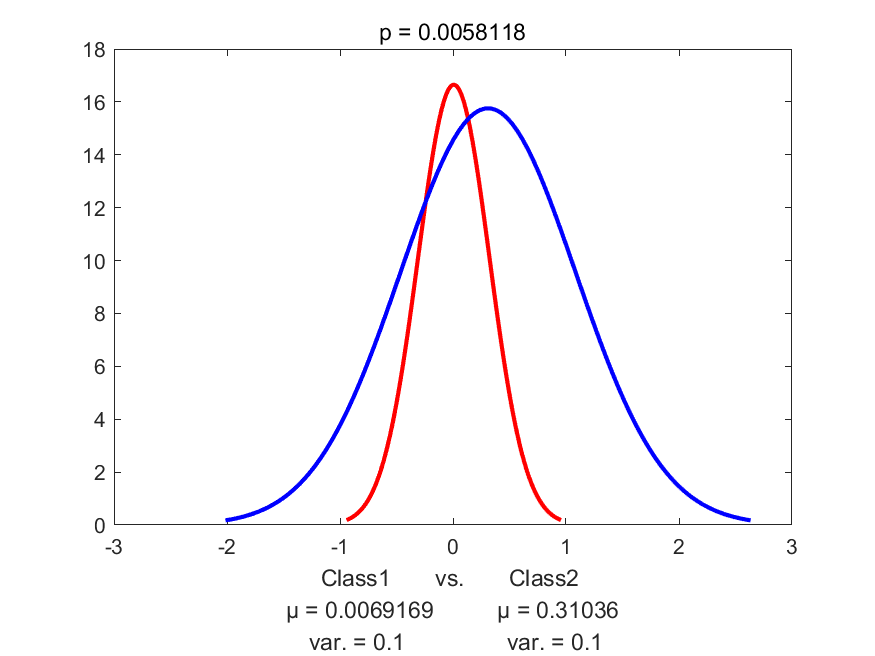 p = 0.0058118
18
16
14
12
10
8
6
4
2
0
-3 -2 -1 0 1 2 3
Class1 vs. Class2
μ = 0.0069169 μ = 0.31036
var. = 0.1 var. = 0.1